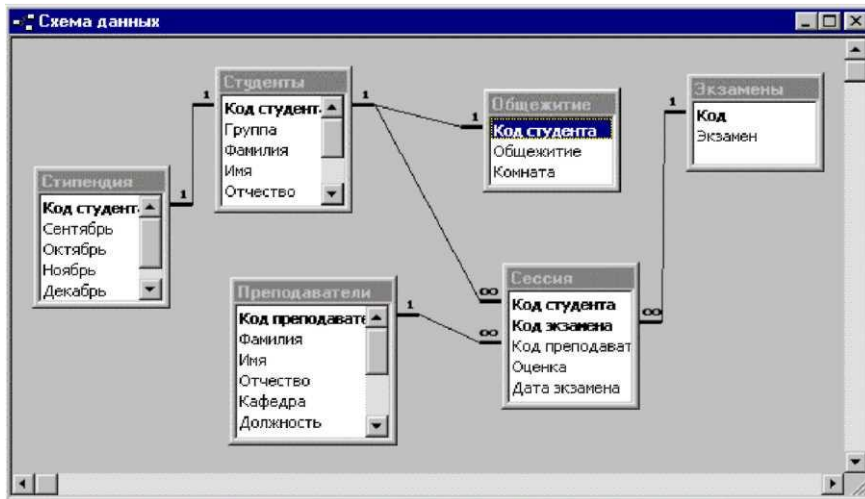 Схема данных
Студенты
Код студент
Группа
Фамилия
Имя
Отчество
Общежитие
Код студента
Общежитие
Комната
Экзамены
Код
Экзамен
Стипендия
Код студент
Сентябрь
Октябрь
Ноябрь
Декабрь
Преподаватели
Код преподавате
Фамилия
Имя
Отчество
Кафедра
Должность
Сессия
Код студента
Код экзамена
Код преподават
Оценка
Дата экзамена
1
1
1
1
1
1
∞
∞
∞